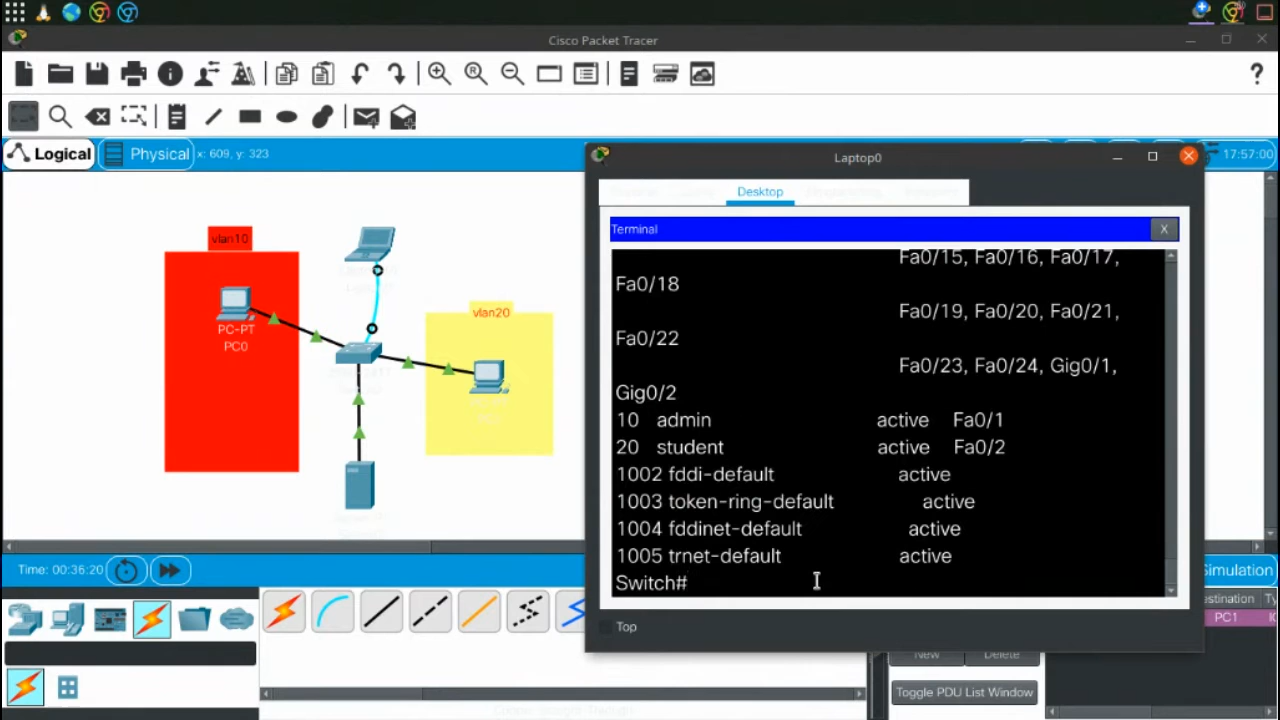 Cisco Packet Tracer
?
Logical
Physical
x: 609, y: 323
17:57:00
Laptop0
Desktop
Terminal
X
Fa0/15, Fa0/16, Fa0/17,
Fa0/18
Fa0/19, Fa0/20, Fa0/21,
Fa0/22
Fa0/23, Fa0/24, Gig0/1,
Gig0/2
10 admin active Fa0/1
20 student active Fa0/2
1002 fddi-default active
1003 token-ring-default active
1004 fddinet-default active
1005 trnet-default active
Switch#
Top
vlan10
PC-PT
PC0
vlan20
Time: 00:36:20
Simulation
PC1
New
Delete
Toggle PDU List Window